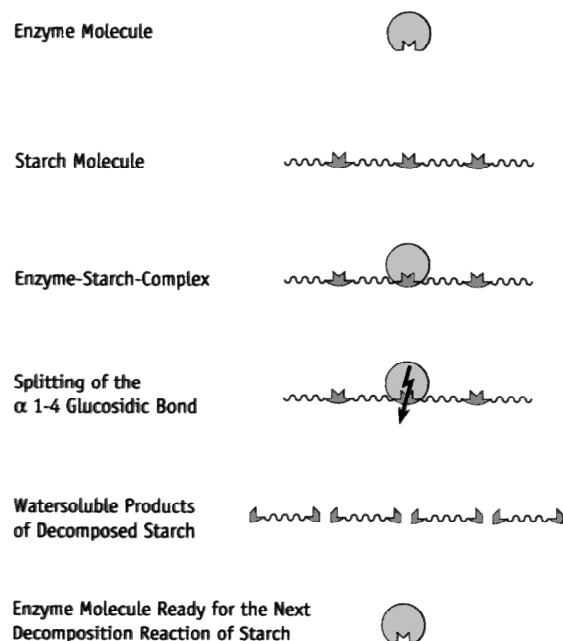 Enzyme Molecule
Starch Molecule
Enzyme-Starch-Complex
Splitting of the
α 1-4 Glucosidic Bond
Watersoluble Products
of Decomposed Starch
Enzyme Molecule Ready for the Next
Decomposition Reaction of Starch